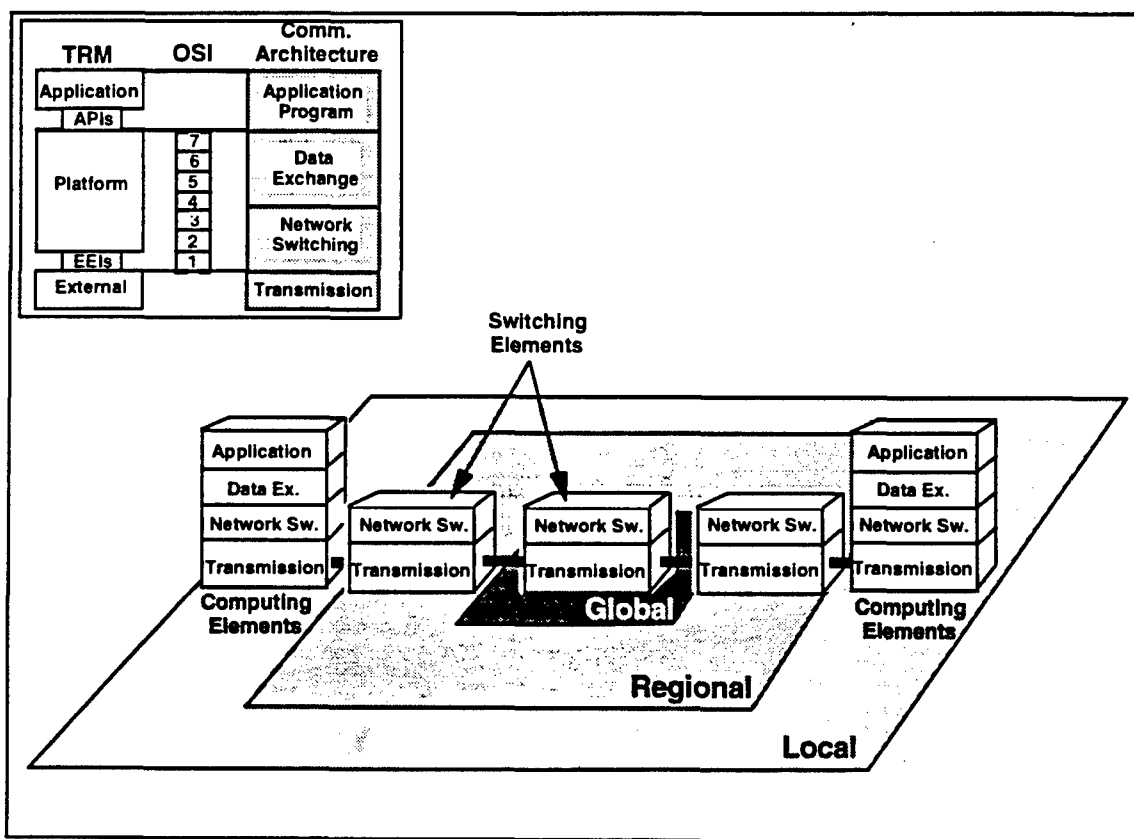 Comm.
TRM OSI Architecture
Application
APIs
Platform
EEIs
External
7
6
5
4
3
2
1
Application
Program
Data
Exchange
Network
Switching
Transmission
Switching
Elements
Application
Data Ex.
Network Sw.
Transmission
Computing
Elements
Network Sw.
Transmission
Network Sw.
Transmission
Network Sw.
Transmission
Application
Data Ex.
Network Sw.
Transmission
Computing
Elements
Global
Regional
Local